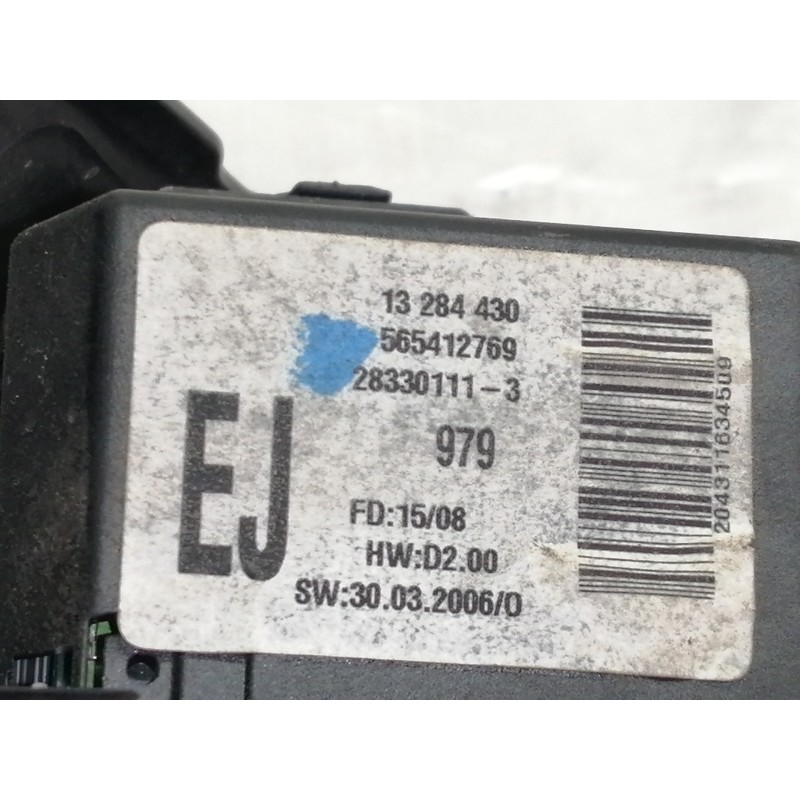 13 284 430
565412769
28330111-3
EJ
979
FD:15/08
HW:D2.00
SW:30.03.2006/O
204311634509